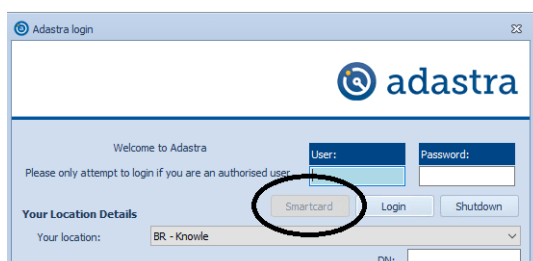 Adastra login
adastra
Welcome to Adastra
User:
Password:
Please only attempt to login if you are an authorised user
Smartcard
Login
Shutdown
Your Location Details
Your location:
BR - Knowle
DN: